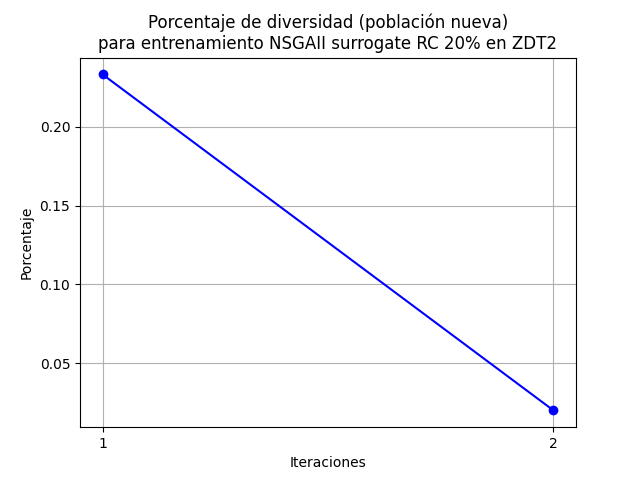 Porcentaje de diversidad (población nueva)
para entrenamiento NSGAII surrogate RC 20% en ZDT2
Porcentaje
0.20
0.15
0.10
0.05
1
2
Iteraciones